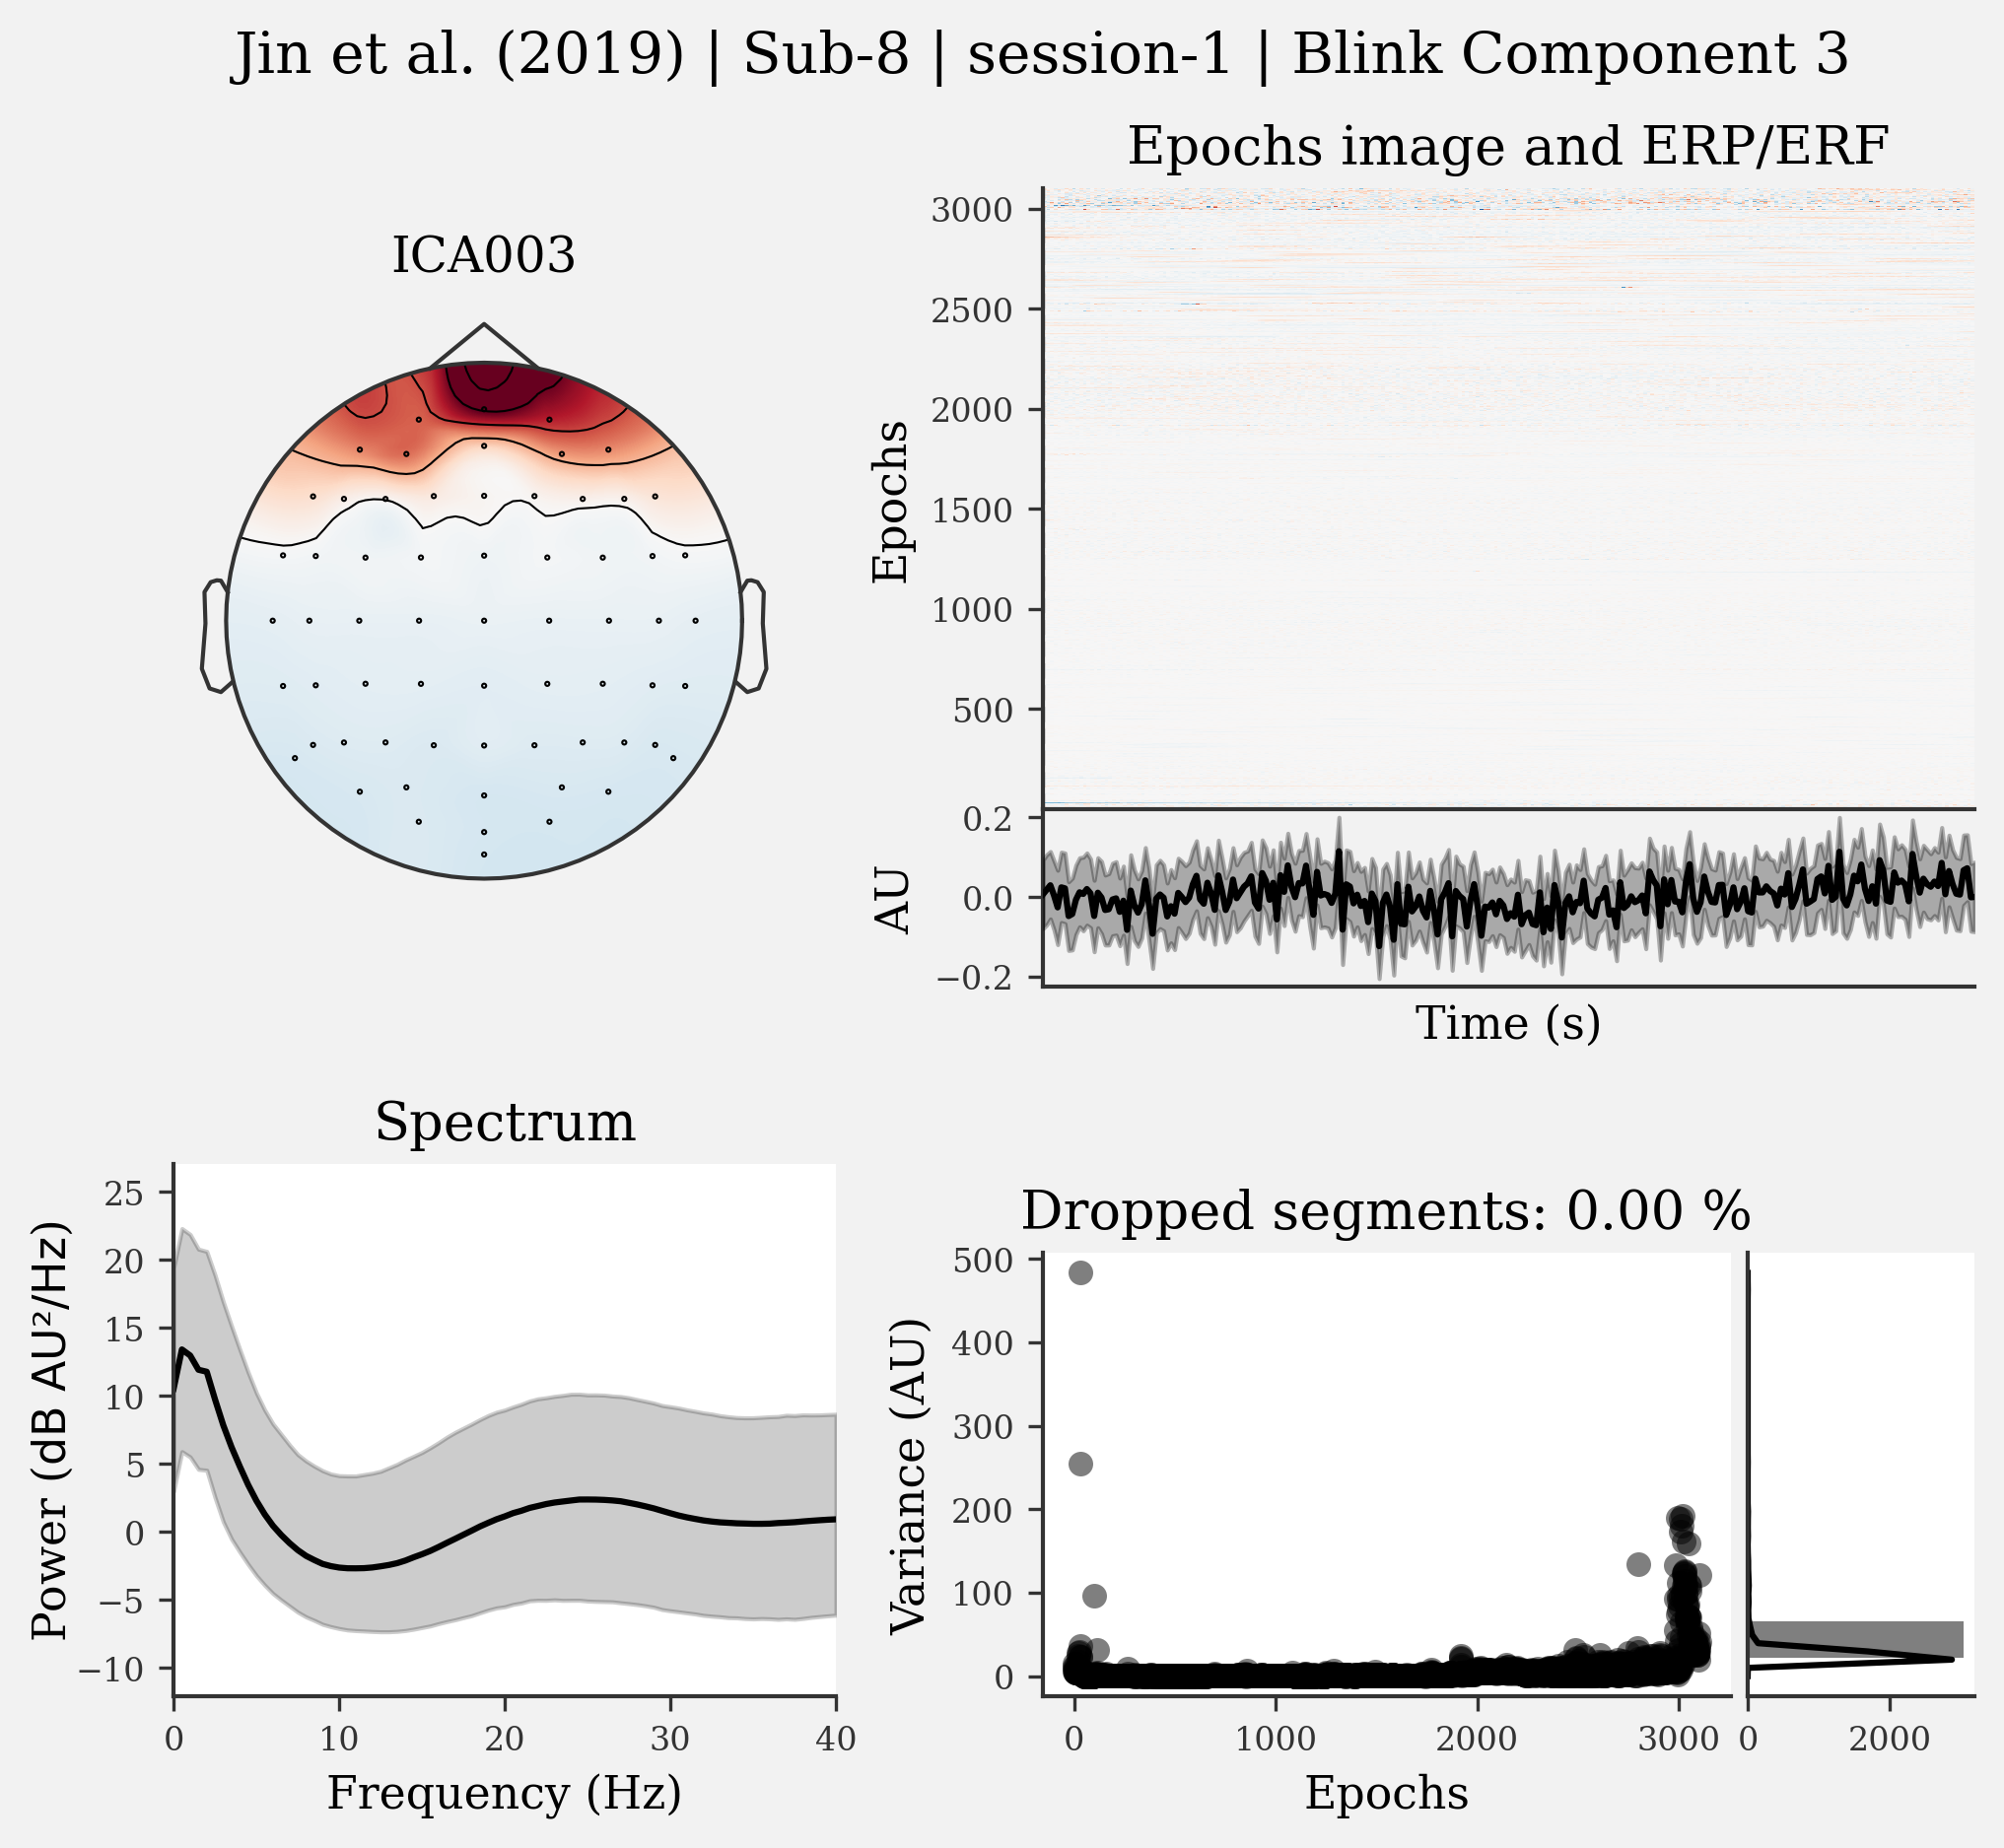 Jin et al. (2019) | Sub-8 | session-1 | Blink Component 3
ICA003
Epochs image and ERP/ERF
Epochs
3000
2500
2000
1500
1000
500
AU
0.2
0.0
−0.2
Time (s)
Spectrum
Power (dB AU²/Hz)
25
20
15
10
5
0
−5
−10
0 10 20 30 40
Frequency (Hz)
Dropped segments: 0.00 %
Variance (AU)
500
400
300
200
100
0
0 1000 2000 3000 0 2000
Epochs